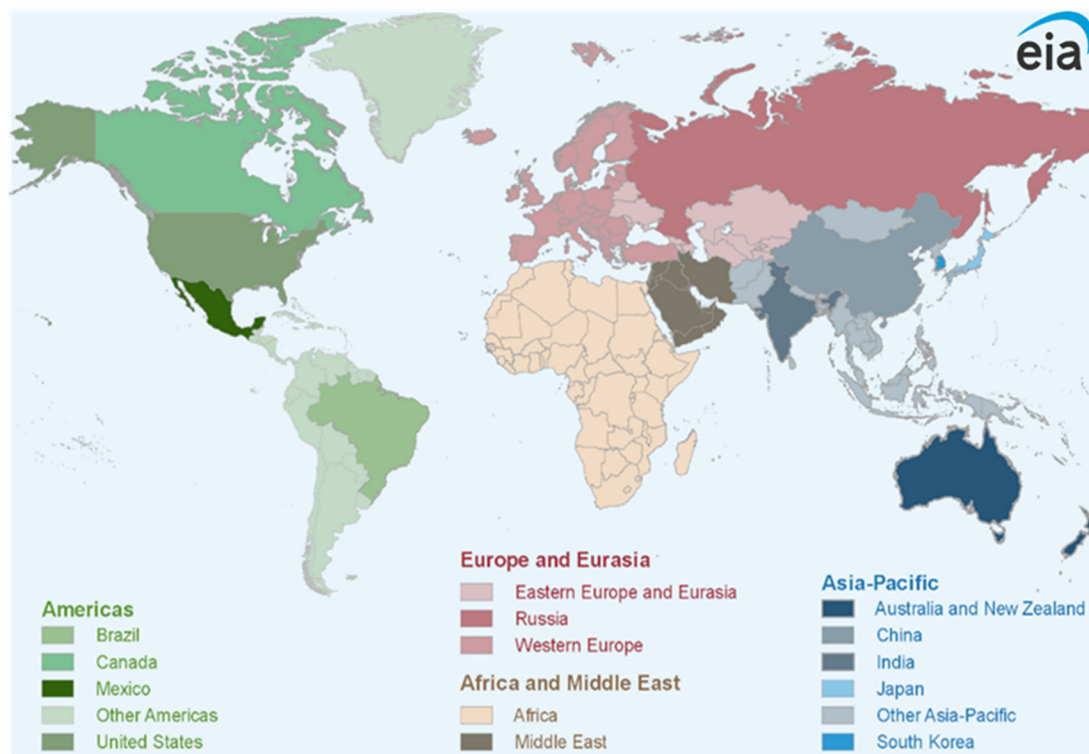 eia
Americas
Brazil
Canada
Mexico
Other Americas
United States
Europe and Eurasia
Eastern Europe and Eurasia
Russia
Western Europe
Africa and Middle East
Africa
Middle East
Asia-Pacific
Australia and New Zealand
China
India
Japan
Other Asia-Pacific
South Korea